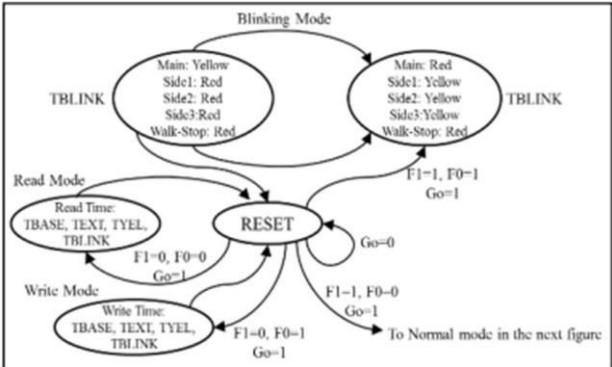 Blinking Mode
Main: Yellow
Side1: Red
Side2: Red
Side3:Red
Walk-Stop: Red
TBLINK
Main: Red
Side1: Yellow
Side2: Yellow
Side3:Yellow
Walk-Stop: Red
TBLINK
F1=1, F0=1
Go=1
Read Mode
Read Time:
TBASE, TEXT, TYEL,
TBLINK
RESET
Go=0
F1=0, F0=0
Go=1
Write Mode
Write Time:
TBASE, TEXT, TYEL,
TBLINK
F1=0, F0=1
Go=1
F1=1, F0=0
Go=1
To Normal mode in the next figure